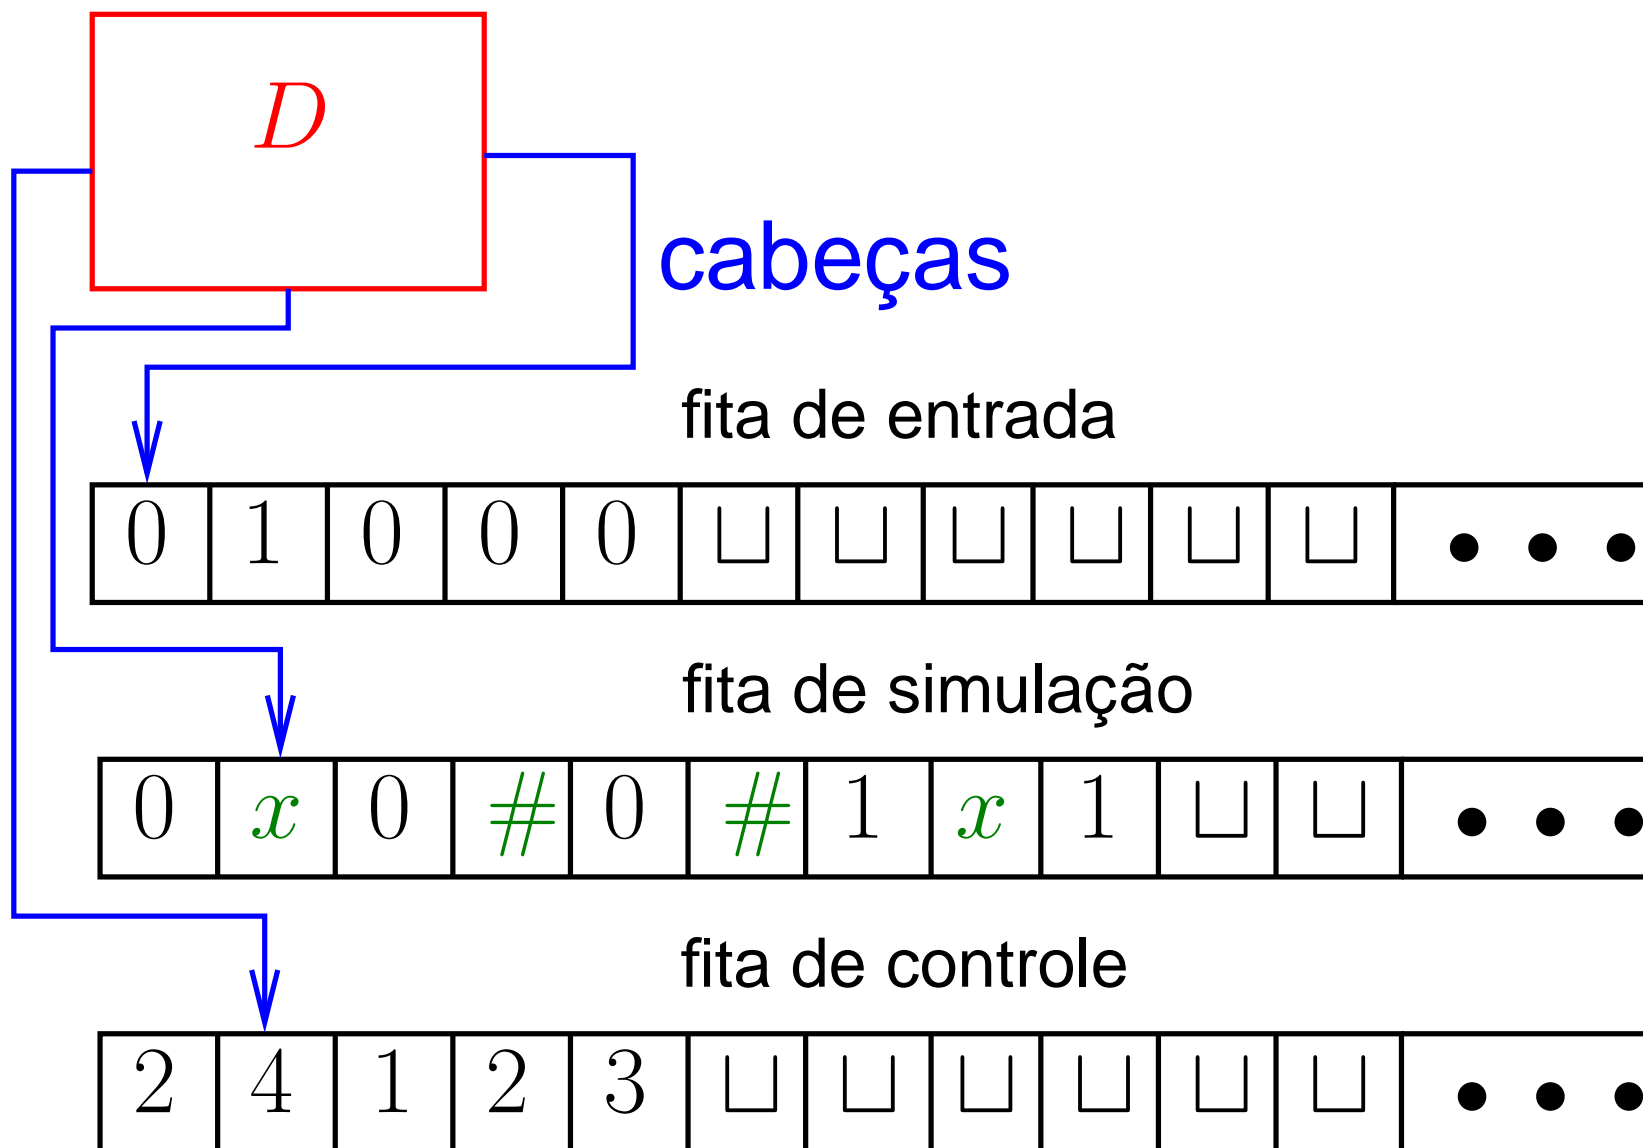 D
cabeças
fita de entrada
0 1 0 0 0 ⊔ ⊔ ⊔ ⊔ ⊔ ⊔ • • •
fita de simulação
0 x 0 # 0 # 1 x 1 ⊔ ⊔ • • •
fita de controle
2 4 1 2 3 ⊔ ⊔ ⊔ ⊔ ⊔ ⊔ • • •